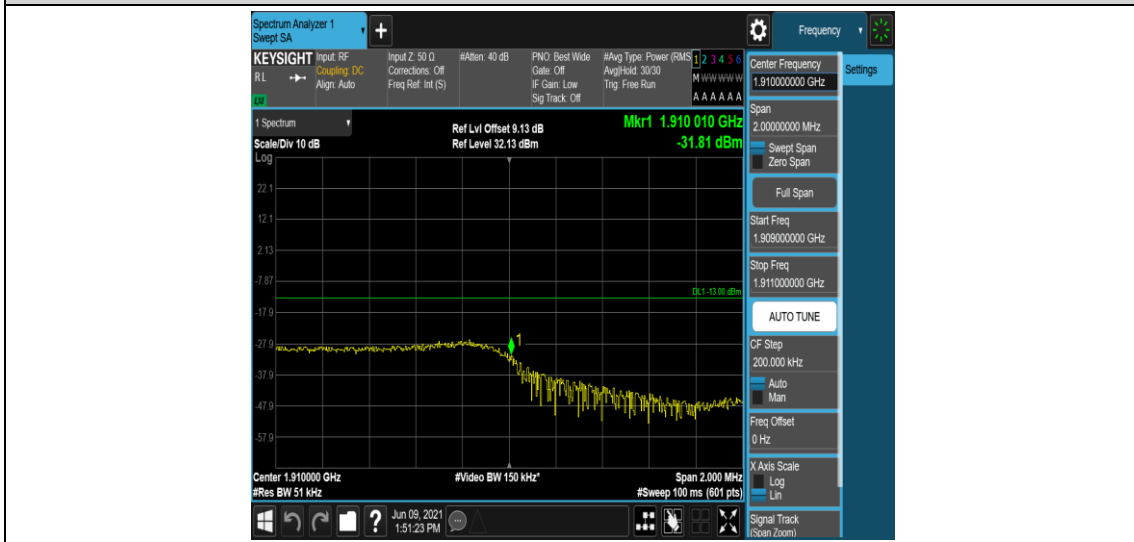 Spectrum Analyzer 1
Swept SA
+
Frequency
KEYSIGHT
RL
LXI
Input: RF
Coupling: DC
Align: Auto
Input Z: 50 Ω
Corrections: Off
Freq Ref: Int (S)
#Atten: 40 dB
PNO: Best Wide
Gate: Off
IF Gain: Low
Sig Track: Off
#Avg Type: Power (RMS
Avg|Hold: 30/30
Trig: Free Run
1 2 3 4 5 6
M W W W W W
A A A A A A
1 Spectrum
Scale/Div 10 dB
Log
Ref Lvl Offset 9.13 dB
Ref Level 32.13 dBm
Mkr1 1.910 010 GHz
-31.81 dBm
22.1
12.1
2.13
-7.87
DL1 -13.00 dBm
-17.9
-27.9
1
-37.9
-47.9
-57.9
Center 1.910000 GHz
#Video BW 150 kHz*
Span 2.000 MHz
#Res BW 51 kHz
#Sweep 100 ms (601 pts)
?
Jun 09, 2021
1:51:23 PM
Center Frequency
1.910000000 GHz
Settings
Span
2.00000000 MHz
Swept Span
Zero Span
Full Span
Start Freq
1.909000000 GHz
Stop Freq
1.911000000 GHz
AUTO TUNE
CF Step
200.000 kHz
Auto
Man
Freq Offset
0 Hz
X Axis Scale
Log
Lin
Signal Track
(Span Zoom)